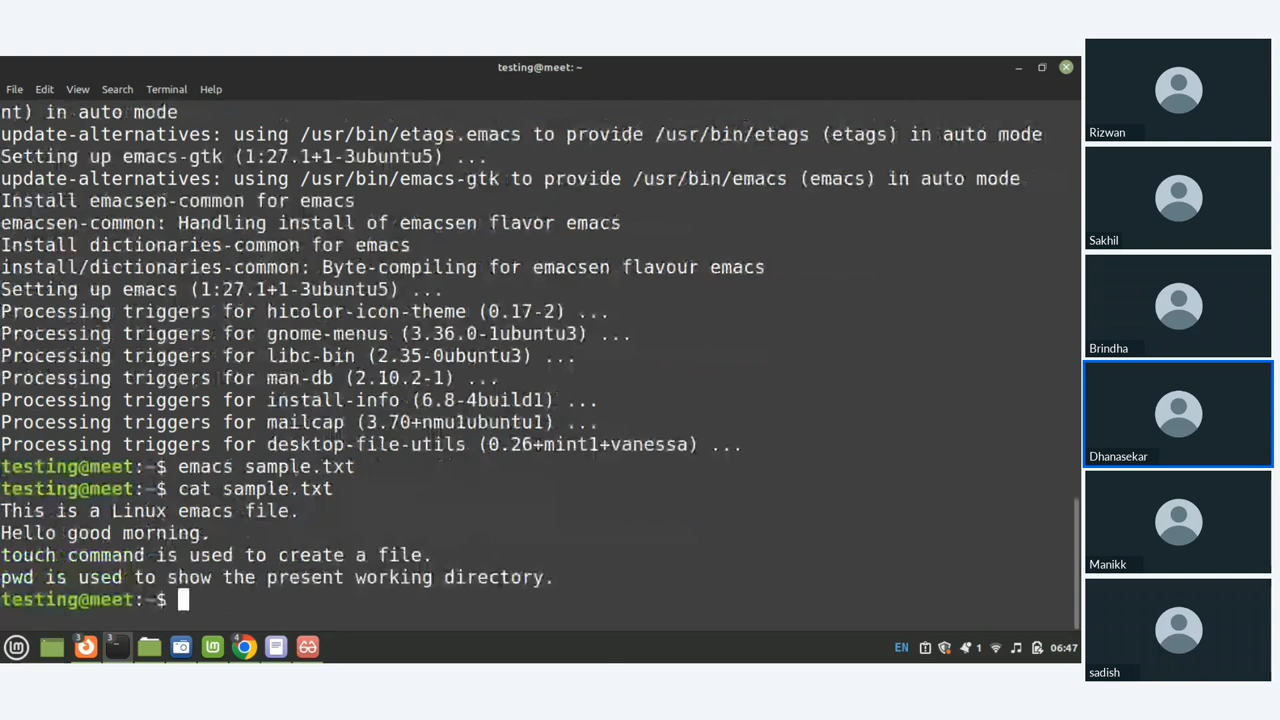 testing@meet: ~
File Edit View Search Terminal Help
nt) in auto mode
update-alternatives: using /usr/bin/etags.emacs to provide /usr/bin/etags (etags) in auto mode
Setting up emacs-gtk (1:27.1+1-3ubuntu5) ...
update-alternatives: using /usr/bin/emacs-gtk to provide /usr/bin/emacs (emacs) in auto mode
Install emacsen-common for emacs
emacsen-common: Handling install of emacsen flavor emacs
Install dictionaries-common for emacs
install/dictionaries-common: Byte-compiling for emacsen flavour emacs
Setting up emacs (1:27.1+1-3ubuntu5) ...
Processing triggers for hicolor-icon-theme (0.17-2) ...
Processing triggers for gnome-menus (3.36.0-1ubuntu3) ...
Processing triggers for libc-bin (2.35-0ubuntu3) ...
Processing triggers for man-db (2.10.2-1) ...
Processing triggers for install-info (6.8-4build1) ...
Processing triggers for mailcap (3.70+nmu1ubuntu1) ...
Processing triggers for desktop-file-utils (0.26+mint1+vanessa) ...
testing@meet:~$ emacs sample.txt
testing@meet:~$ cat sample.txt
This is a Linux emacs file.
Hello good morning.
touch command is used to create a file.
pwd is used to show the present working directory.
testing@meet:~$
3 3 4 EN 1 06:47
Rizwan
Sakhil
Brindha
Dhanasekar
Manikk
sadish